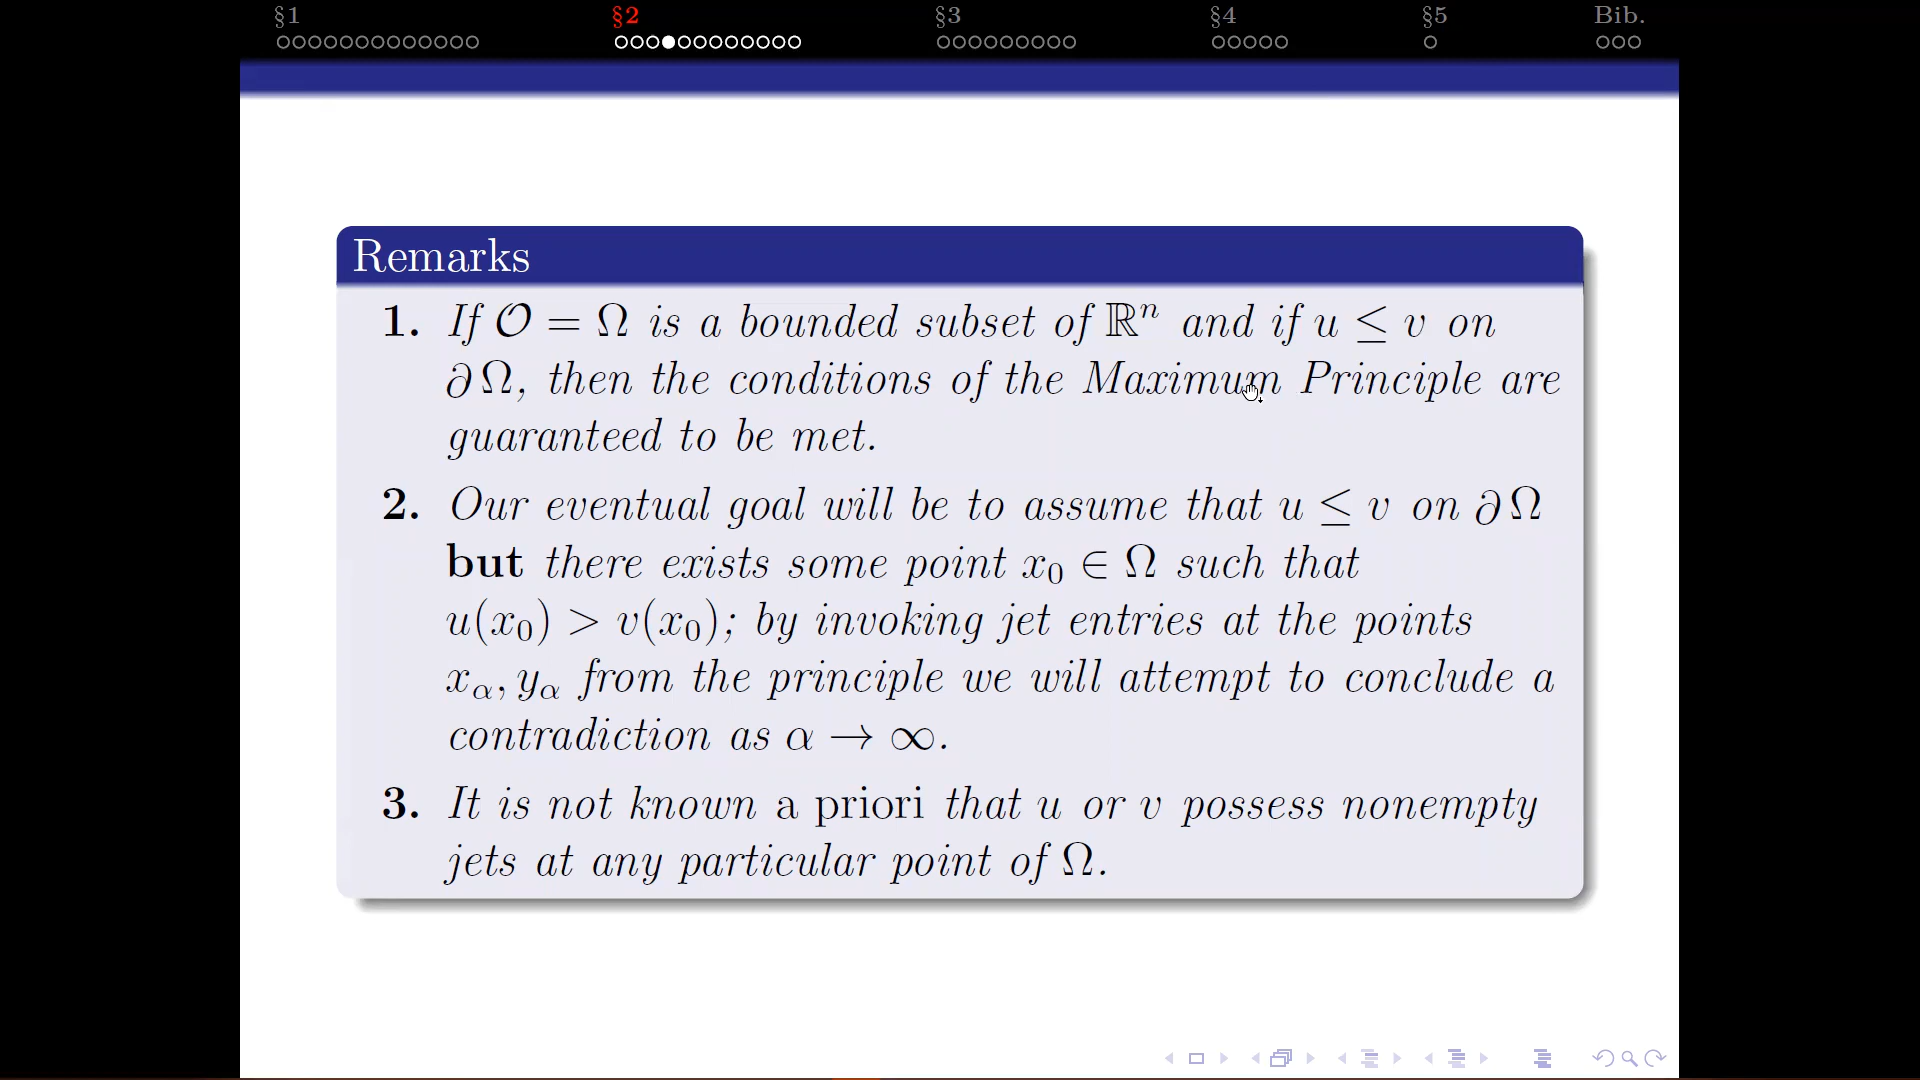 §1 §2 §3 §4 §5 Bib.
Remarks
1. If 𝒪 = Ω is a bounded subset of ℝⁿ and if u ≤ v on
∂Ω, then the conditions of the Maximum Principle are
guaranteed to be met.
2. Our eventual goal will be to assume that u ≤ v on ∂Ω
but there exists some point x₀ ∈ Ω such that
u(x₀) > v(x₀); by invoking jet entries at the points
x_α, y_α from the principle we will attempt to conclude a
contradiction as α → ∞.
3. It is not known a priori that u or v possess nonempty
jets at any particular point of Ω.